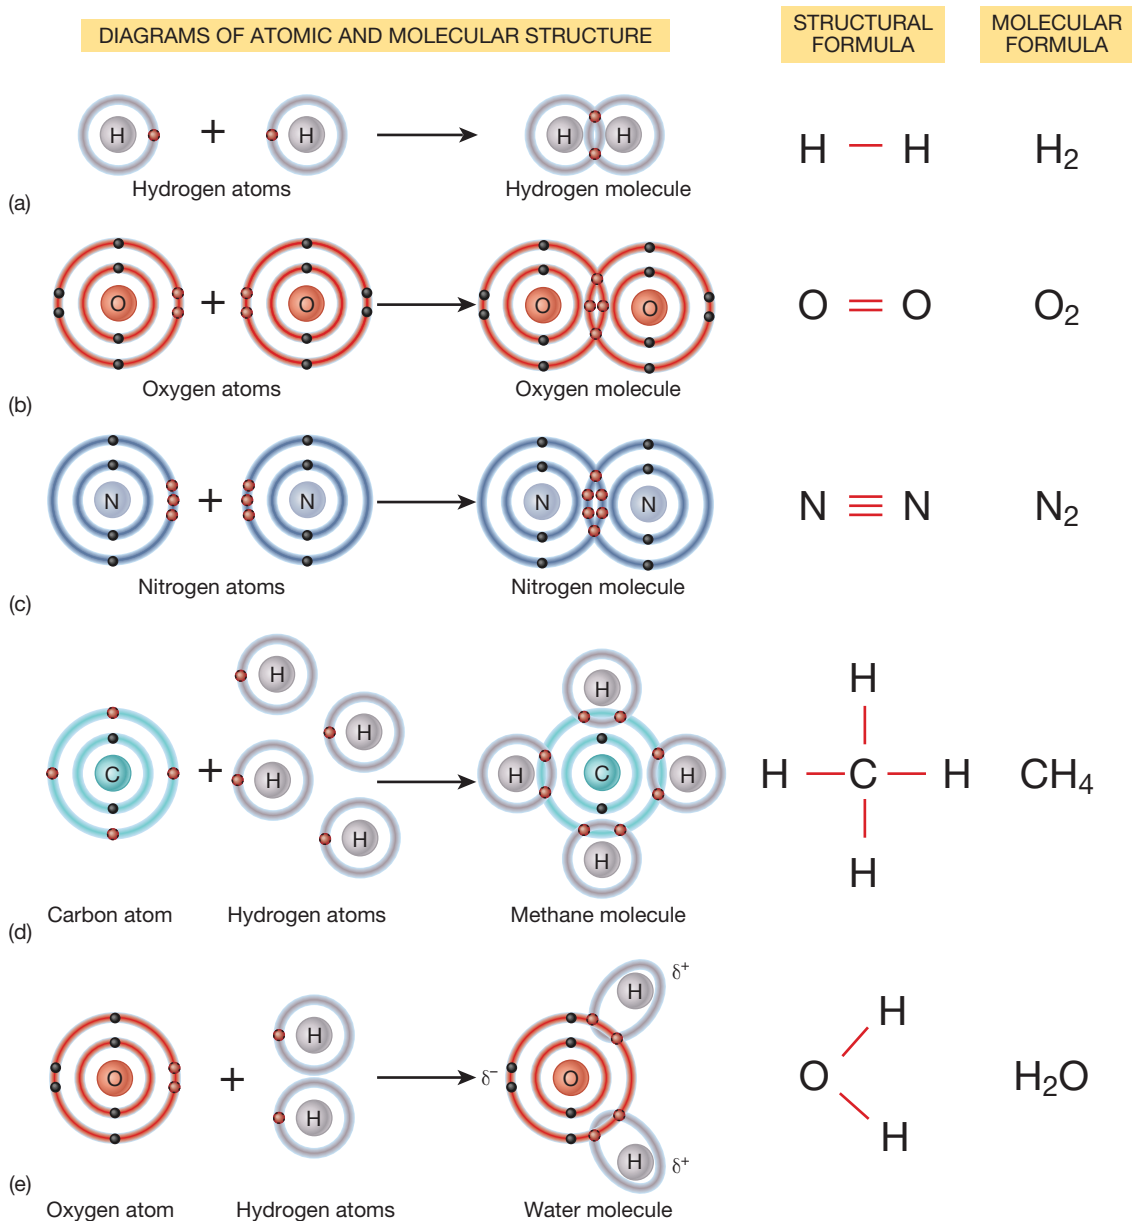 DIAGRAMS OF ATOMIC AND MOLECULAR STRUCTURE
STRUCTURAL
FORMULA
MOLECULAR
FORMULA
H + H H H
H — H
H₂
Hydrogen atoms
Hydrogen molecule
(a)
O + O O O
O = O
O₂
Oxygen atoms
Oxygen molecule
(b)
N + N N N
N ≡ N
N₂
Nitrogen atoms
Nitrogen molecule
(c)
H
H
H
H
C + H H C H
H
H
H
H — C — H
H
CH₄
Carbon atom
Hydrogen atoms
Methane molecule
(d)
H δ⁺
O + H
H
δ⁻ O
H δ⁺
H
O
H
H₂O
(e)
Oxygen atom
Hydrogen atoms
Water molecule